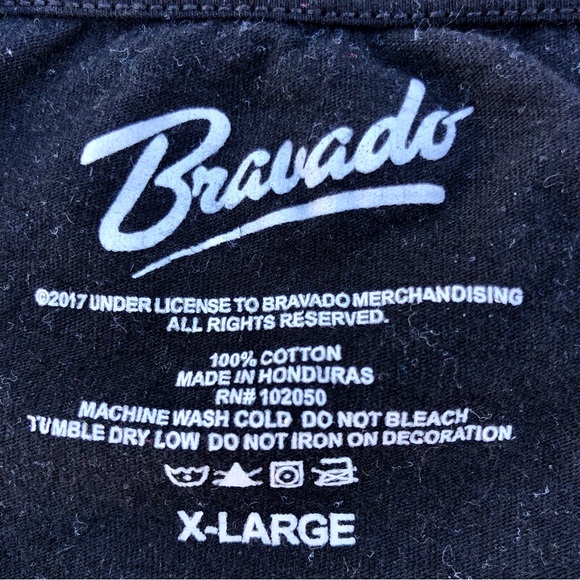 Bravado
©2017 UNDER LICENSE TO BRAVADO MERCHANDISING
ALL RIGHTS RESERVED.
100% COTTON
MADE IN HONDURAS
RN# 102050
MACHINE WASH COLD DO NOT BLEACH
TUMBLE DRY LOW DO NOT IRON ON DECORATION.
X-LARGE